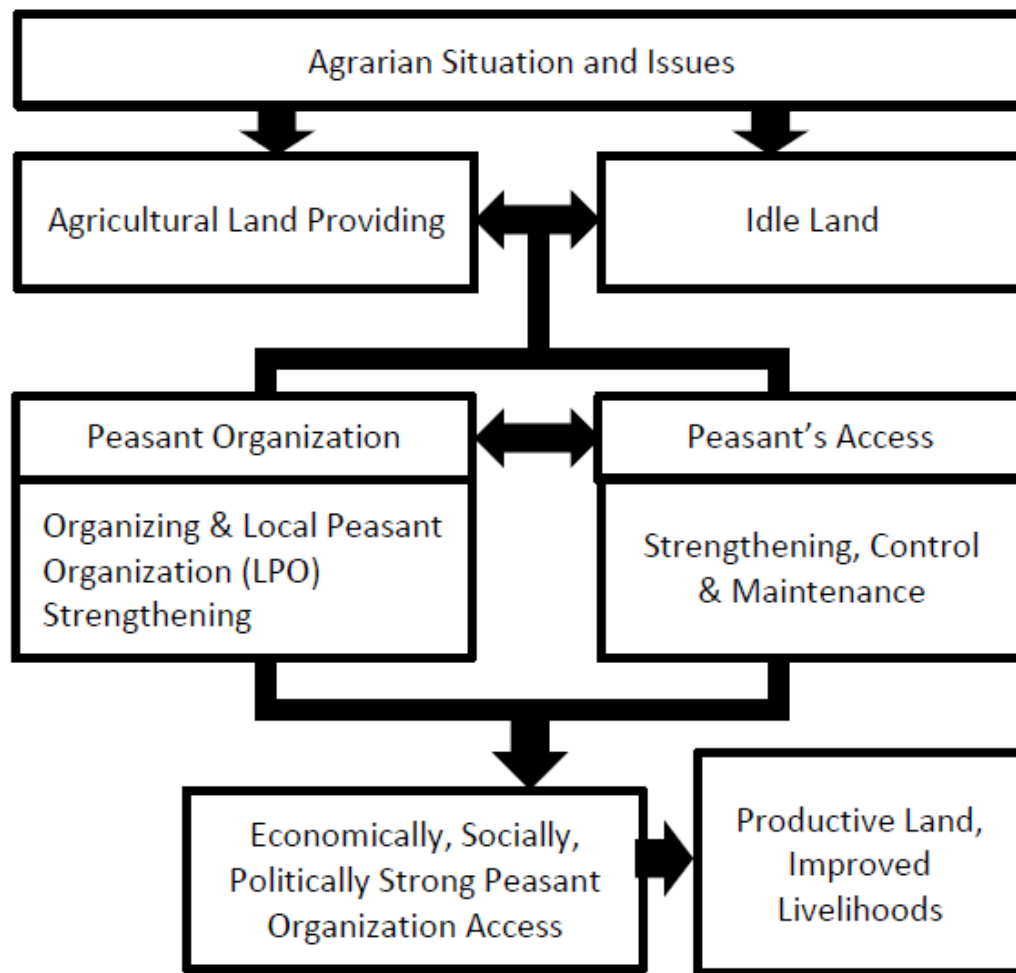 Agrarian Situation and Issues
Agricultural Land Providing
Idle Land
Peasant Organization
Peasant’s Access
Organizing & Local Peasant
Organization (LPO)
Strengthening
Strengthening, Control
& Maintenance
Economically, Socially,
Politically Strong Peasant
Organization Access
Productive Land,
Improved
Livelihoods